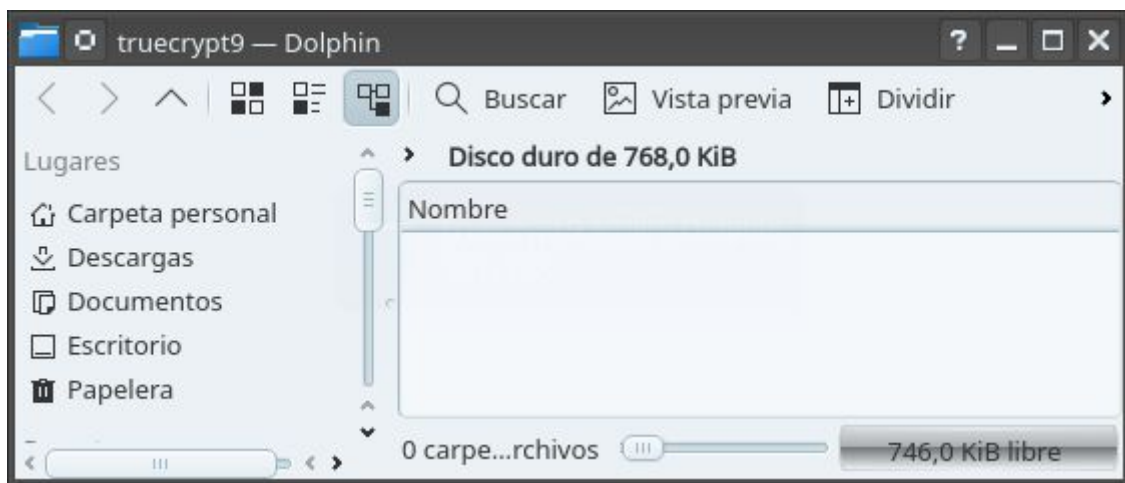 truecrypt9 — Dolphin
Buscar Vista previa Dividir
Lugares
Disco duro de 768,0 KiB
Carpeta personal
Nombre
Descargas
Documentos
Escritorio
Papelera
0 carpe...rchivos
746,0 KiB libre